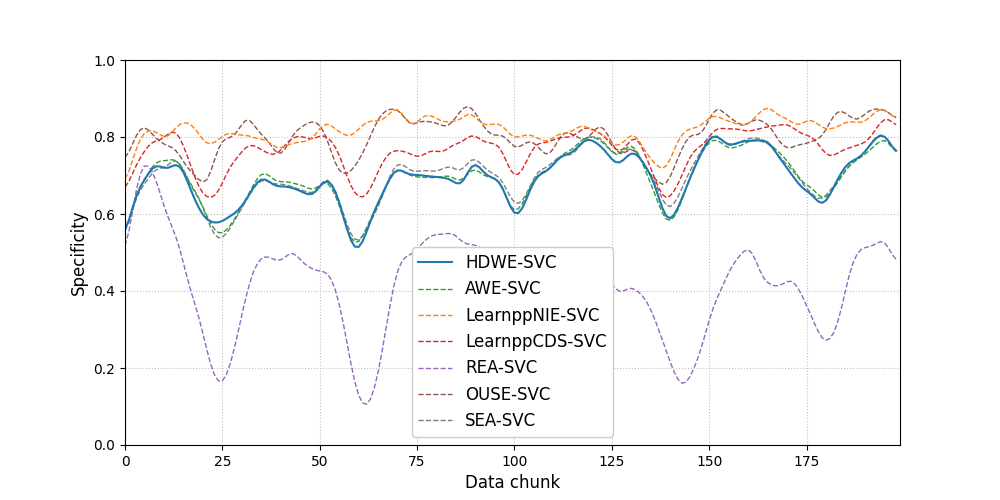 1.0
0.8
0.6
0.4
0.2
0.0
Specificity
HDWE-SVC
AWE-SVC
LearnppNIE-SVC
LearnppCDS-SVC
REA-SVC
OUSE-SVC
SEA-SVC
0 25 50 75 100 125 150 175
Data chunk